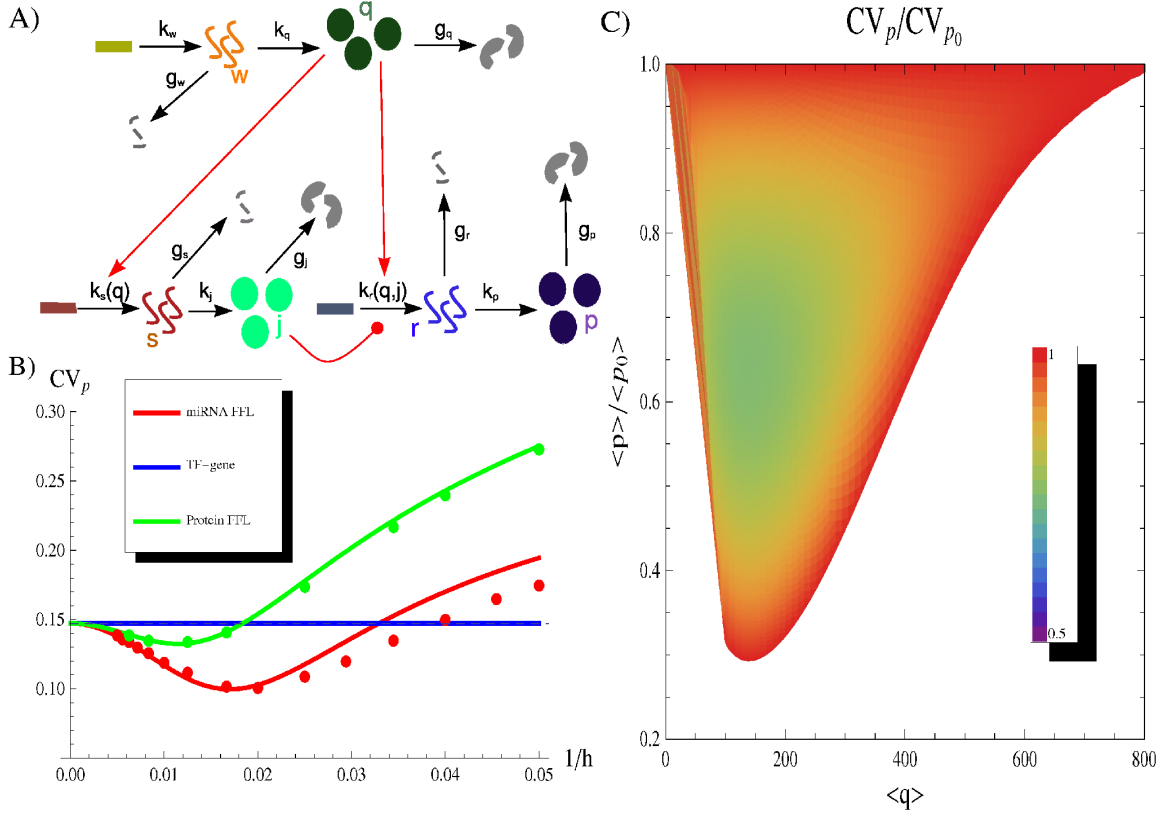 A)
k_w
k_q
q
g_q
w
g_w
g_s
g_j
g_r
g_p
k_s(q)
k_j
k_r(q,j)
k_p
s
j
r
p
B)
CV_p
0.30
0.25
0.20
0.15
0.10
miRNA FFL
TF-gene
Protein FFL
0.00
0.01
0.02
0.03
0.04
0.05
1/h
C)
CV_p/CV_{p_0}
1.0
0.8
0.6
0.4
0.2
<p>/<p_0>
1
0.5
0
200
400
600
800
<q>